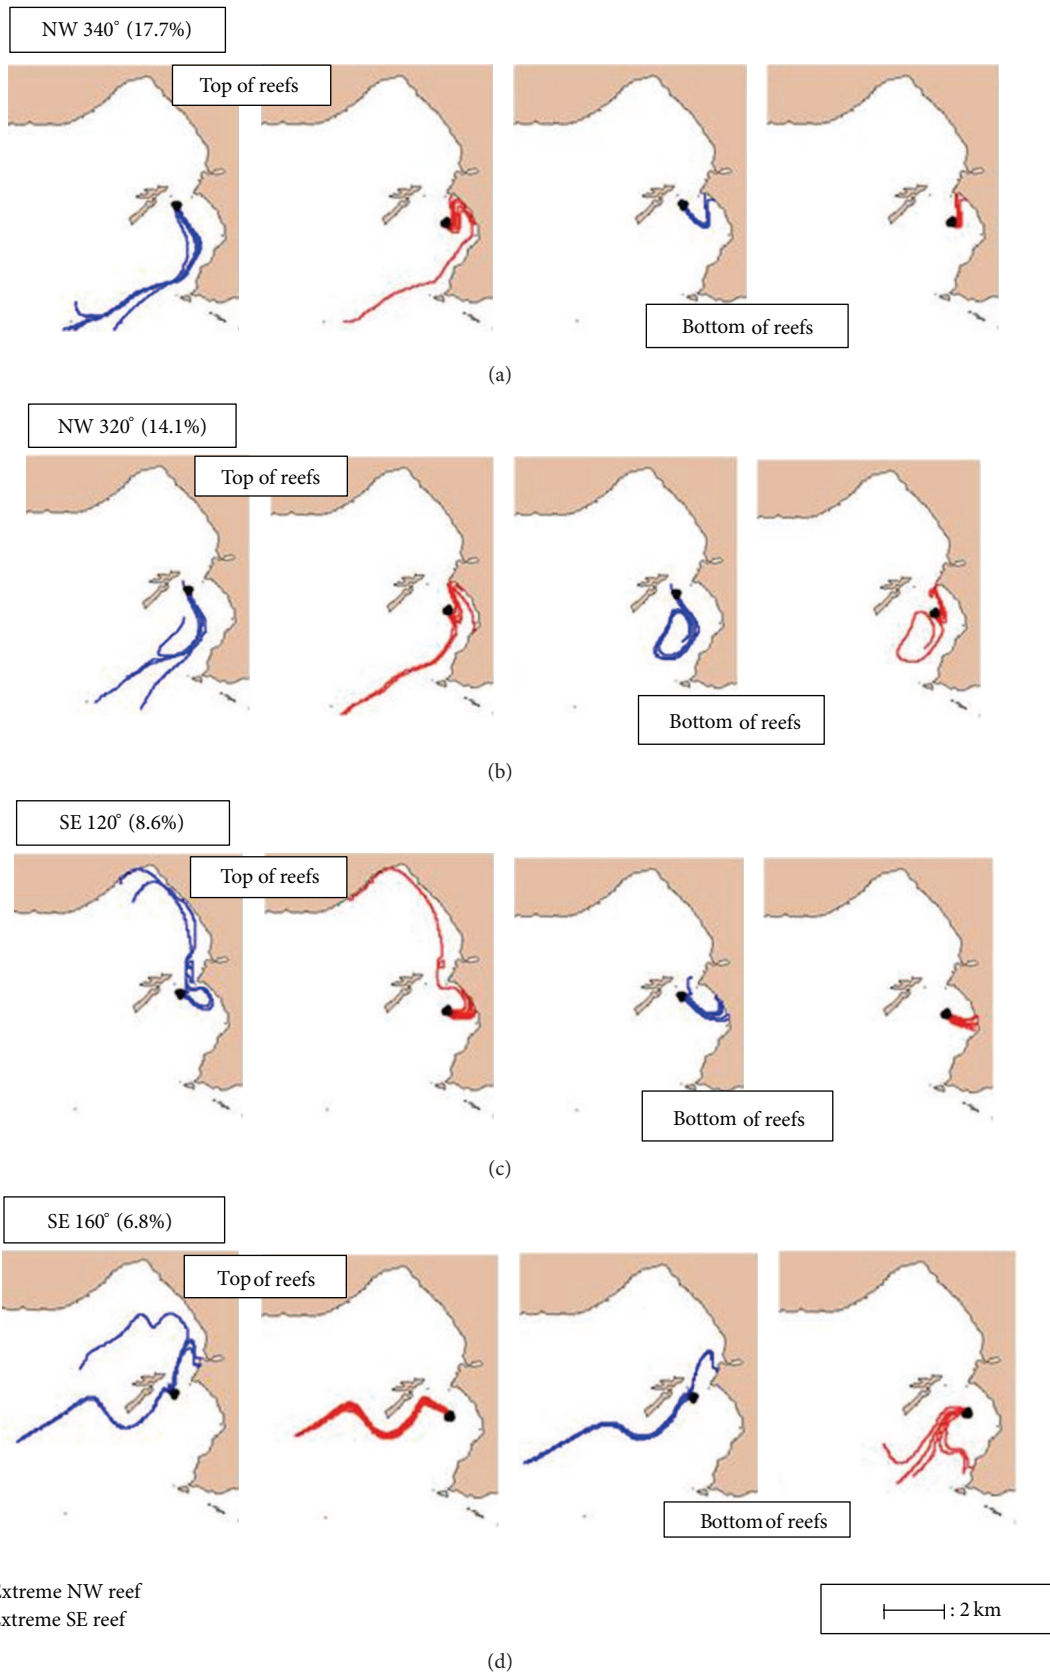 NW 340° (17.7%)
Top of reefs
Bottom of reefs
(a)
NW 320° (14.1%)
Top of reefs
Bottom of reefs
(b)
SE 120° (8.6%)
Top of reefs
Bottom of reefs
(c)
SE 160° (6.8%)
Top of reefs
Bottom of reefs
Extreme NW reef
Extreme SE reef
: 2 km
(d)